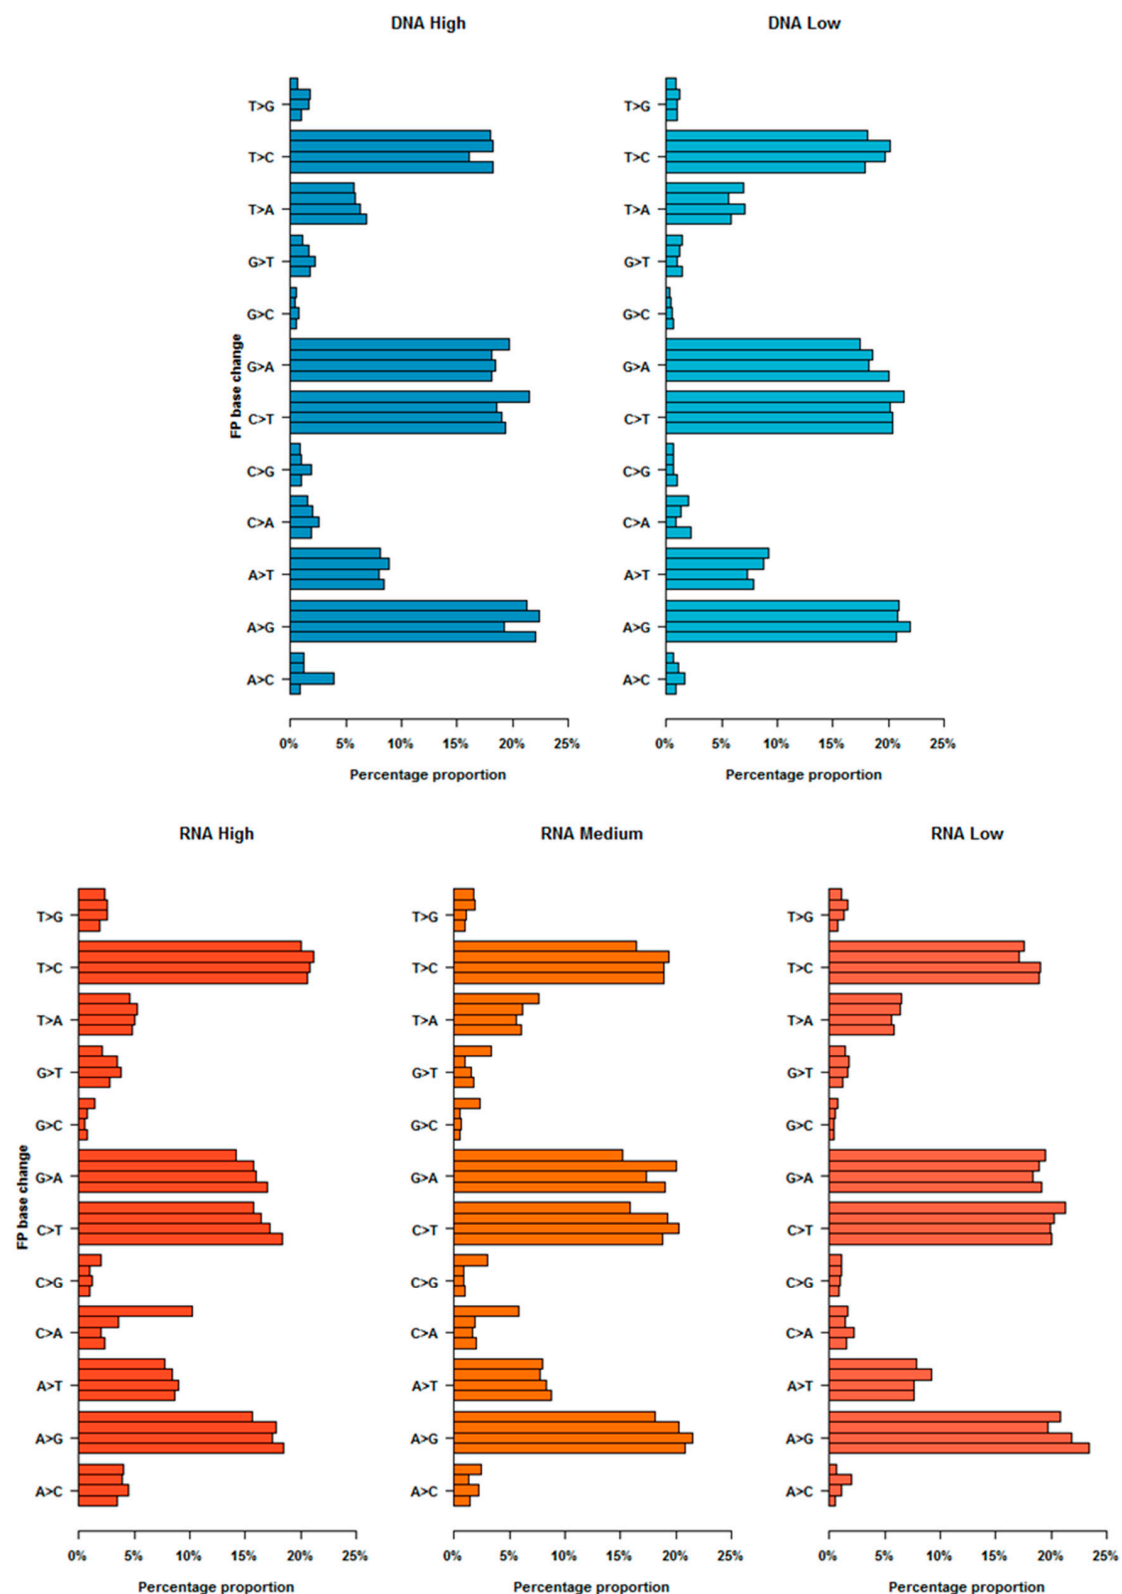 DNA High
DNA Low
T>G
T>C
T>A
G>T
G>C
G>A
C>T
C>G
C>A
A>T
A>G
A>C
FP base change
0% 5% 10% 15% 20% 25%
Percentage proportion
T>G
T>C
T>A
G>T
G>C
G>A
C>T
C>G
C>A
A>T
A>G
A>C
0% 5% 10% 15% 20% 25%
Percentage proportion
RNA High
RNA Medium
RNA Low
T>G
T>C
T>A
G>T
G>C
G>A
C>T
C>G
C>A
A>T
A>G
A>C
FP base change
0% 5% 10% 15% 20% 25%
Percentage proportion
T>G
T>C
T>A
G>T
G>C
G>A
C>T
C>G
C>A
A>T
A>G
A>C
0% 5% 10% 15% 20% 25%
Percentage proportion
T>G
T>C
T>A
G>T
G>C
G>A
C>T
C>G
C>A
A>T
A>G
A>C
0% 5% 10% 15% 20% 25%
Percentage proportion